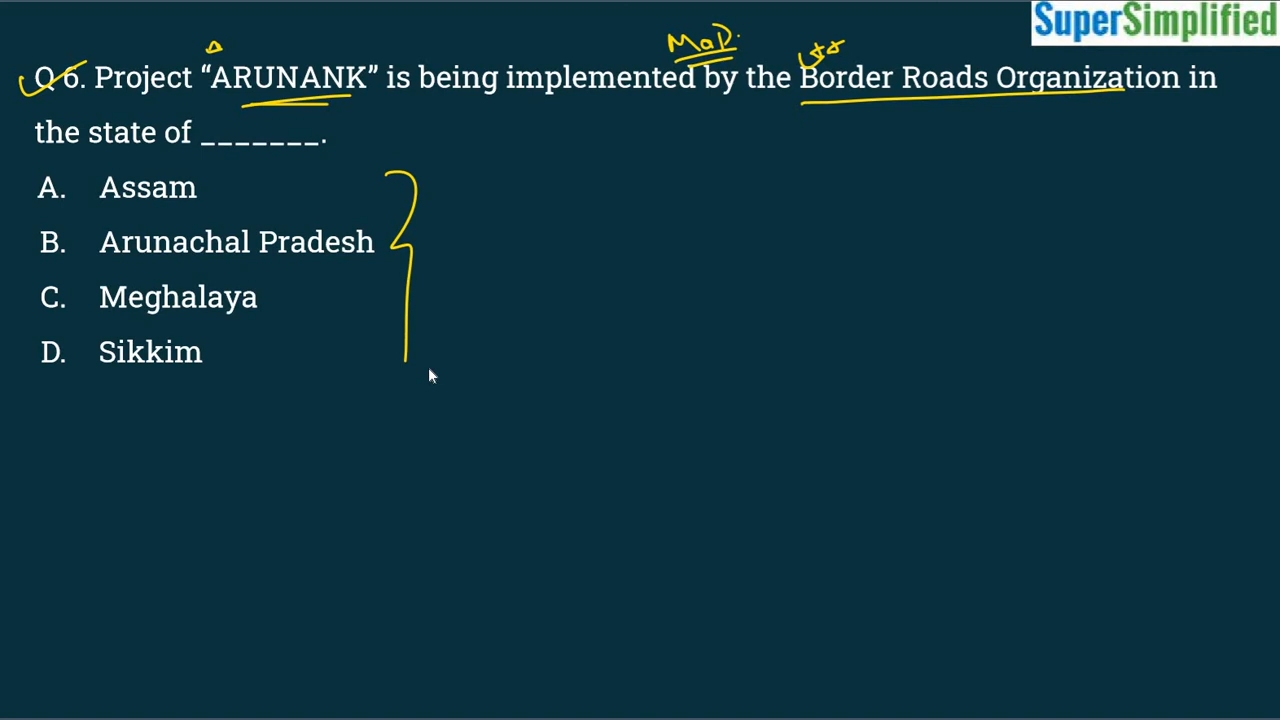 SuperSimplified
MoD.
Q 6. Project “ARUNANK” is being implemented by the Border Roads Organization in
the state of _______.
A. Assam
B. Arunachal Pradesh
C. Meghalaya
D. Sikkim